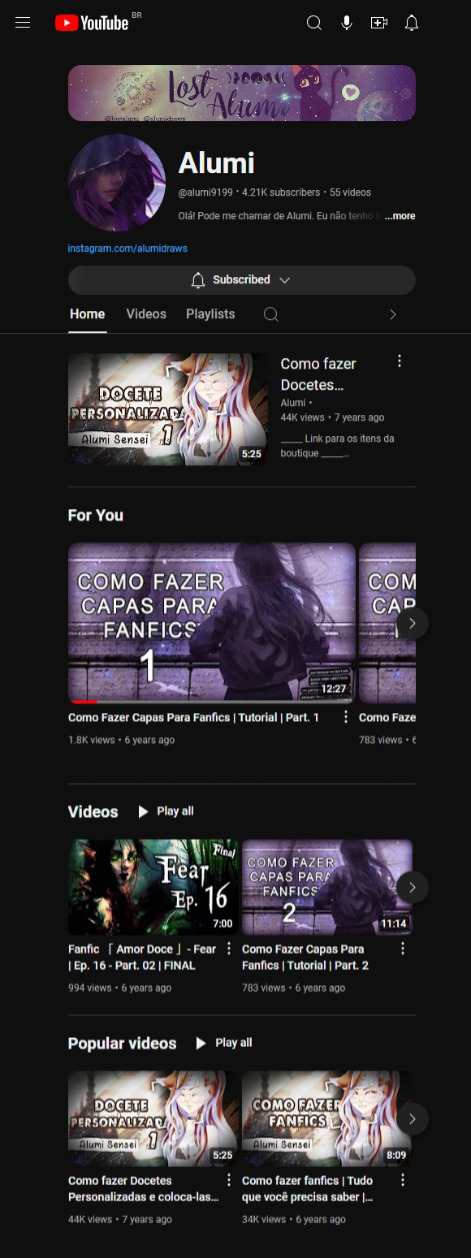 YouTube BR
Lost
Alumi
@lostalumi @alumidraws
Alumi
@alumi9199 • 4.21K subscribers • 55 videos
Olá! Pode me chamar de Alumi. Eu não tenho ...more
instagram.com/alumidraws
Subscribed
Home Videos Playlists
DOCETE
PERSONALIZADA
Alumi Sensei 1
5:25
Como fazer
Docetes...
Alumi •
44K views • 7 years ago
_____ Link para os itens da
boutique _____...
For You
COMO FAZER
CAPAS PARA
FANFICS
1
12:27
COM
CAP
F
Como Fazer Capas Para Fanfics | Tutorial | Part. 1
1.8K views • 6 years ago
Como Faze
783 views • 6
Videos Play all
Final
Fear
Ep. 16
7:00
COMO FAZER
CAPAS PARA
FANFICS
2
11:14
Fanfic 「 Amor Doce 」 - Fear
| Ep. 16 - Part. 02 | FINAL
994 views • 6 years ago
Como Fazer Capas Para
Fanfics | Tutorial | Part. 2
783 views • 6 years ago
Popular videos Play all
DOCETE
PERSONALIZADA
Alumi Sensei 1
5:25
COMO FAZER
FANFICS
Alumi Sensei
8:09
Como fazer Docetes
Personalizadas e coloca-las...
44K views • 7 years ago
Como fazer fanfics | Tudo
que você precisa saber |...
34K views • 6 years ago